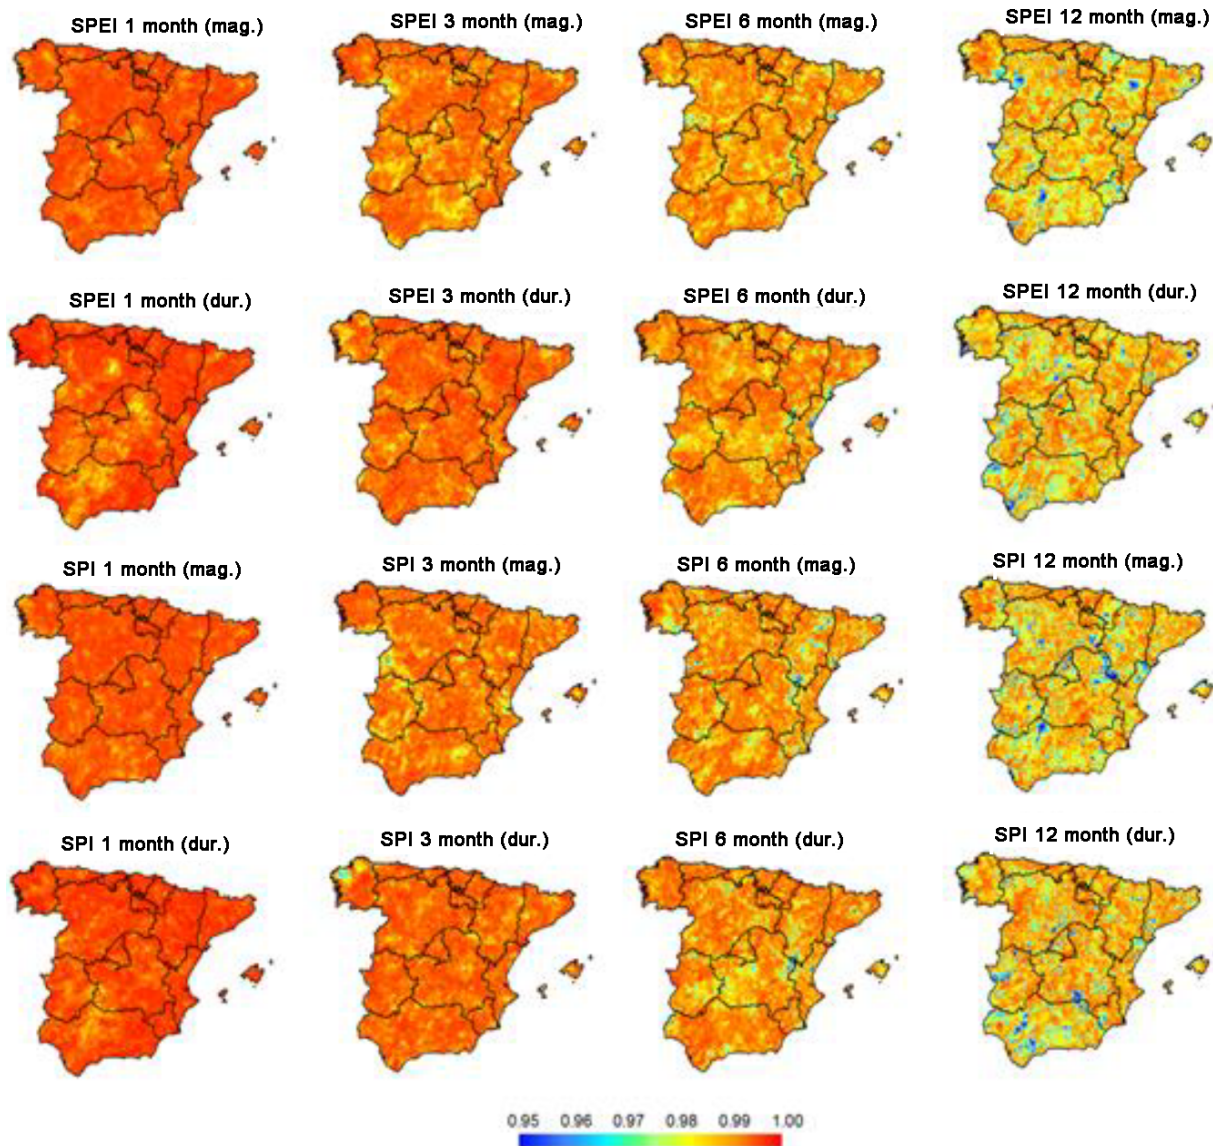 SPEI 1 month (mag.)
SPEI 3 month (mag.)
SPEI 6 month (mag.)
SPEI 12 month (mag.)
SPEI 1 month (dur.)
SPEI 3 month (dur.)
SPEI 6 month (dur.)
SPEI 12 month (dur.)
SPI 1 month (mag.)
SPI 3 month (mag.)
SPI 6 month (mag.)
SPI 12 month (mag.)
SPI 1 month (dur.)
SPI 3 month (dur.)
SPI 6 month (dur.)
SPI 12 month (dur.)
0.95 0.96 0.97 0.98 0.99 1.00